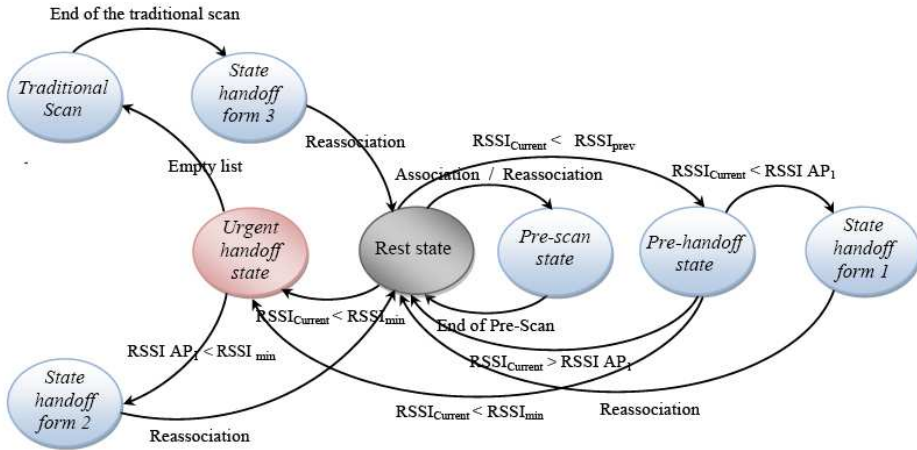 End of the traditional scan
Traditional
Scan
State
handoff
form 3
Reassociation
Empty list
RSSICurrent < RSSIprev
RSSICurrent < RSSI AP1
Association / Reassociation
Urgent
handoff
state
Rest state
Pre-scan
state
Pre-handoff
state
State
handoff
form 1
RSSICurrent < RSSImin
End of Pre-Scan
RSSI AP1 < RSSI min
RSSICurrent > RSSI AP1
State
handoff
form 2
RSSICurrent < RSSImin
Reassociation
Reassociation